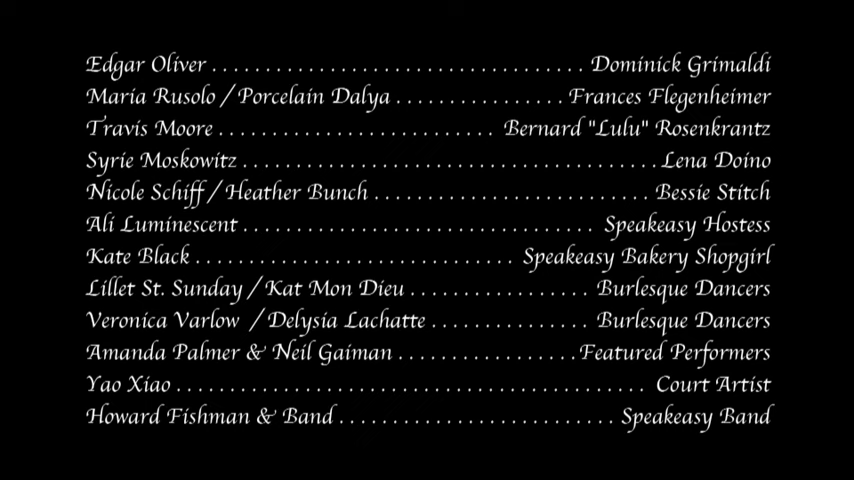 Edgar Oliver . . . . . . . . . . . . . . . . . . . . . . . . . . . . . . . . . . . Dominick Grimaldi
Maria Rusolo / Porcelain Dalya . . . . . . . . . . . . . . . . Frances Flegenheimer
Travis Moore . . . . . . . . . . . . . . . . . . . . . . . . . . Bernard "Lulu" Rosenkrantz
Syrie Moskowitz . . . . . . . . . . . . . . . . . . . . . . . . . . . . . . . . . . . . . . . Lena Doino
Nicole Schiff / Heather Bunch . . . . . . . . . . . . . . . . . . . . . . . . . . Bessie Stitch
Ali Luminescent . . . . . . . . . . . . . . . . . . . . . . . . . . . . . . . . . Speakeasy Hostess
Kate Black . . . . . . . . . . . . . . . . . . . . . . . . . . . . . . Speakeasy Bakery Shopgirl
Lillet St. Sunday / Kat Mon Dieu . . . . . . . . . . . . . . . . . Burlesque Dancers
Veronica Varlow / Delysia Lachatte . . . . . . . . . . . . . . . Burlesque Dancers
Amanda Palmer & Neil Gaiman . . . . . . . . . . . . . . . . . Featured Performers
Yao Xiao . . . . . . . . . . . . . . . . . . . . . . . . . . . . . . . . . . . . . . . . . . . . Court Artist
Howard Fishman & Band . . . . . . . . . . . . . . . . . . . . . . . . . . Speakeasy Band